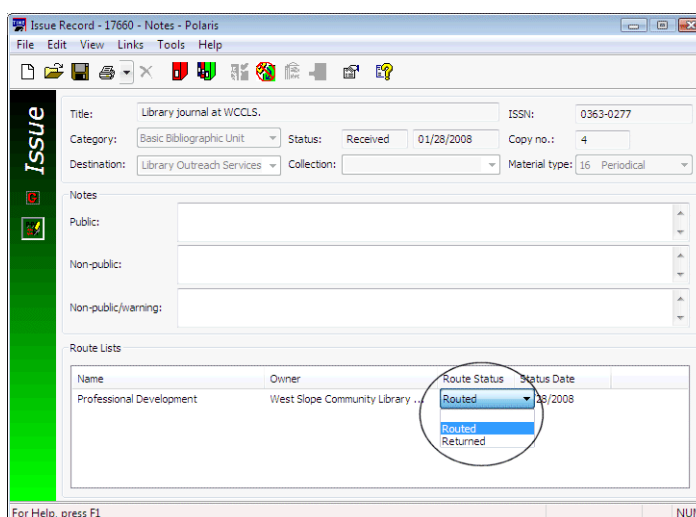 Issue Record - 17660 - Notes - Polaris
File Edit View Links Tools Help
Issue
Title: Library journal at WCCLS. ISSN: 0363-0277
Category: Basic Bibliographic Unit Status: Received 01/28/2008 Copy no.: 4
Destination: Library Outreach Services Collection: Material type: 16 Periodical
Notes
Public:
Non-public:
Non-public/warning:
Route Lists
Name Owner Route Status Status Date
Professional Development West Slope Community Library ... Routed 28/2008
Routed
Returned
For Help, press F1 NUM